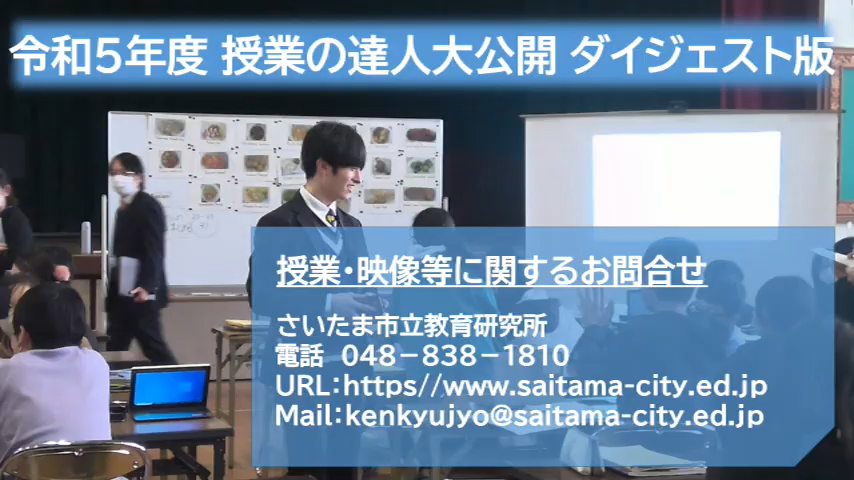 令和5年度 授業の達人大公開 ダイジェスト版
授業・映像等に関するお問合せ
さいたま市立教育研究所
電話 048－838－1810
URL:https//www.saitama-city.ed.jp
Mail:kenkyujyo@saitama-city.ed.jp